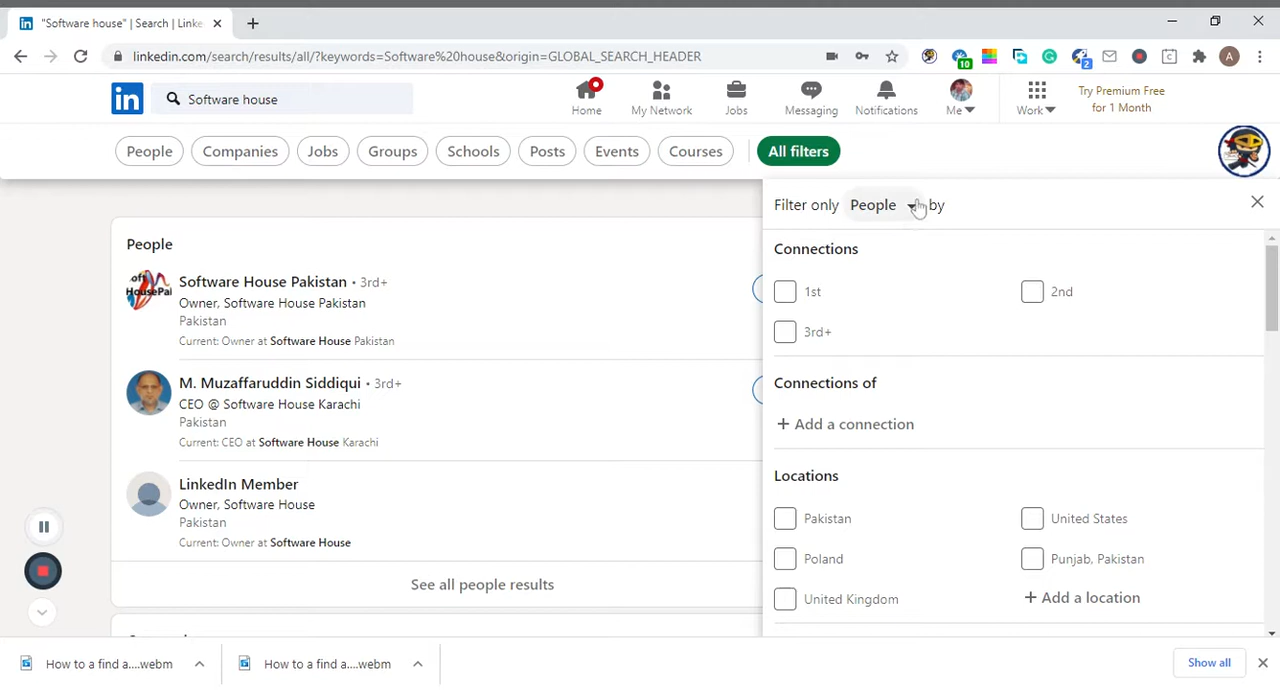 "Software house" | Search | Linke
linkedin.com/search/results/all/?keywords=Software%20house&origin=GLOBAL_SEARCH_HEADER
10
2
A
in
Software house
Home
My Network
Jobs
Messaging
Notifications
Me
Work
Try Premium Free
for 1 Month
People
Companies
Jobs
Groups
Schools
Posts
Events
Courses
All filters
Filter only People by
People
Software House Pakistan • 3rd+
Owner, Software House Pakistan
Pakistan
Current: Owner at Software House Pakistan
M. Muzaffaruddin Siddiqui • 3rd+
CEO @ Software House Karachi
Pakistan
Current: CEO at Software House Karachi
LinkedIn Member
Owner, Software House
Pakistan
Current: Owner at Software House
See all people results
Connections
1st
2nd
3rd+
Connections of
+ Add a connection
Locations
Pakistan
United States
Poland
Punjab, Pakistan
United Kingdom
+ Add a location
How to a find a....webm
How to a find a....webm
Show all